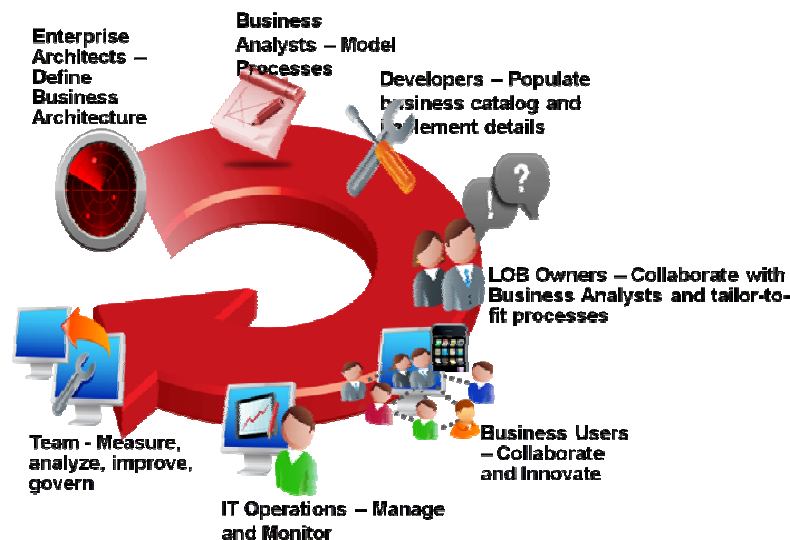 Enterprise
Architects –
Define
Business
Architecture
Business
Analysts – Model
Processes
Developers – Populate
business catalog and
implement details
! ?
LOB Owners – Collaborate with
Business Analysts and tailor-to-
fit processes
Business Users
– Collaborate
and Innovate
IT Operations – Manage
and Monitor
Team - Measure,
analyze, improve,
govern